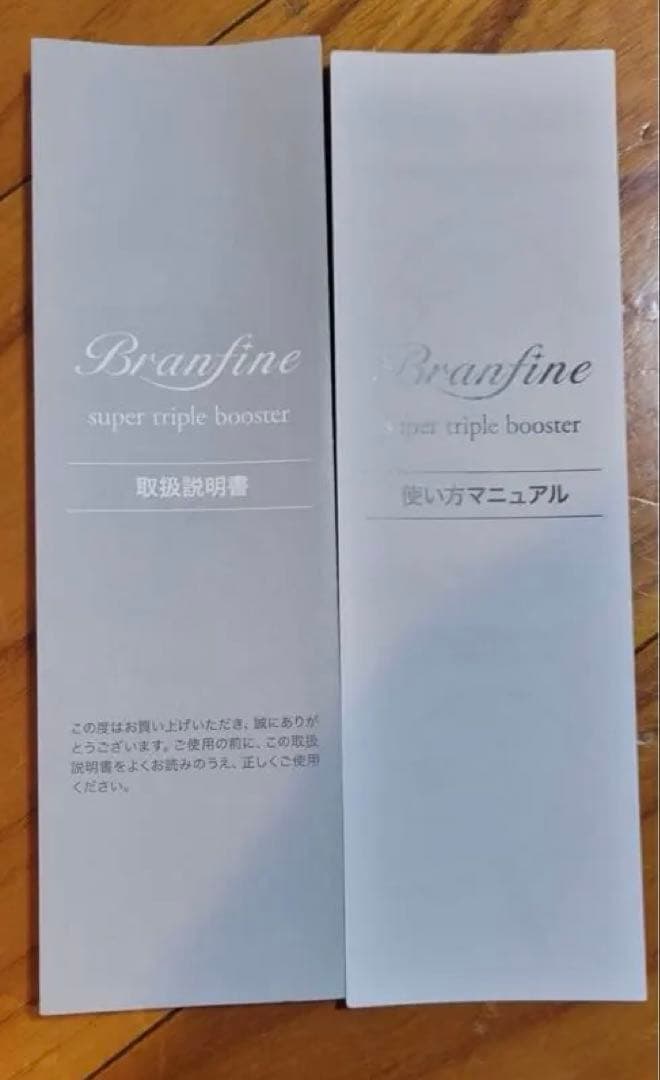 Branfine
super triple booster
取扱説明書
この度はお買い上げいただき、誠にありが
とうございます。ご使用の前に、この取扱
説明書をよくお読みのうえ、正しくご使用
ください。
Branfine
super triple booster
使い方マニュアル